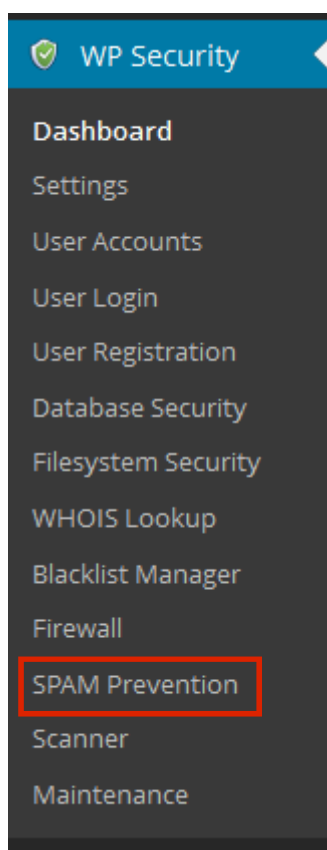 WP Security
Dashboard
Settings
User Accounts
User Login
User Registration
Database Security
Filesystem Security
WHOIS Lookup
Blacklist Manager
Firewall
SPAM Prevention
Scanner
Maintenance